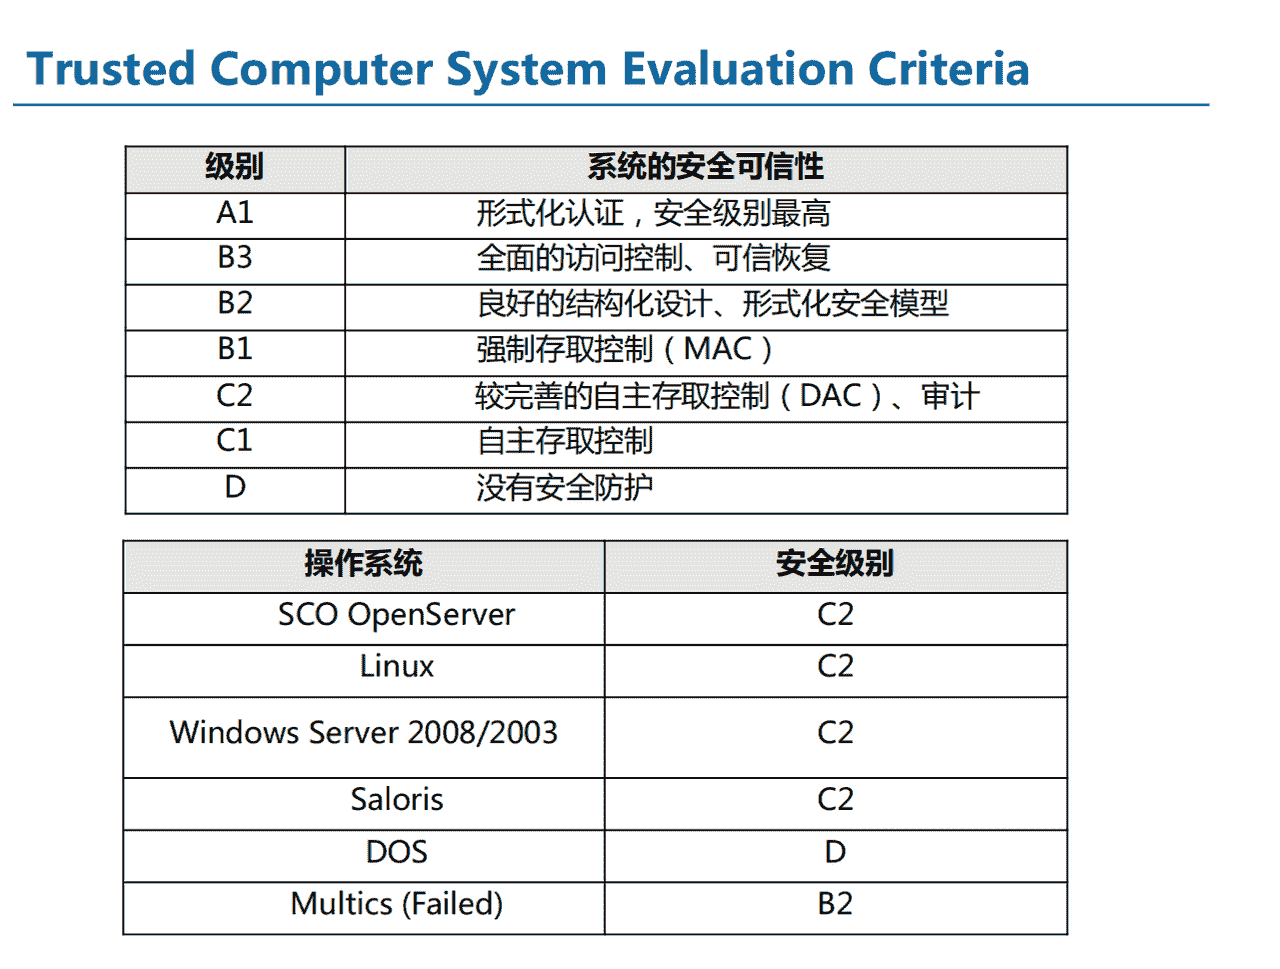 Trusted Computer System Evaluation Criteria
级别 系统的安全可信性
A1 形式化认证，安全级别最高
B3 全面的访问控制、可信恢复
B2 良好的结构化设计、形式化安全模型
B1 强制存取控制（MAC）
C2 较完善的自主存取控制（DAC）、审计
C1 自主存取控制
D 没有安全防护
操作系统 安全级别
SCO OpenServer C2
Linux C2
Windows Server 2008/2003 C2
Saloris C2
DOS D
Multics (Failed) B2